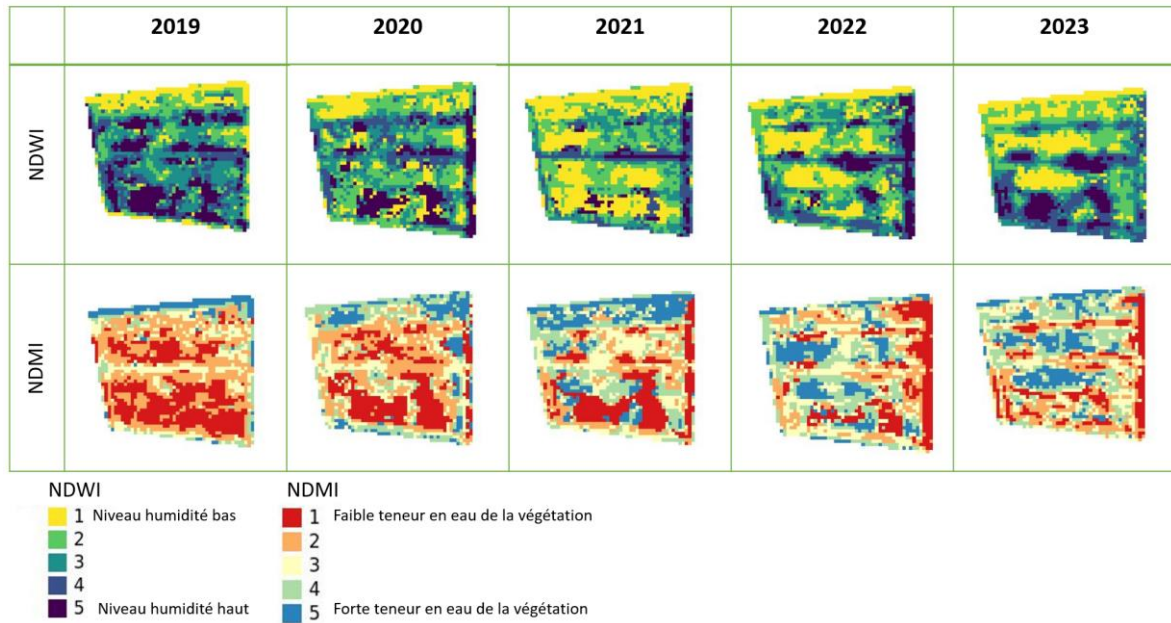 2019 2020 2021 2022 2023
NDWI
NDMI
NDWI NDMI
1 Niveau humidité bas 1 Faible teneur en eau de la végétation
2 2
3 3
4 4
5 Niveau humidité haut 5 Forte teneur en eau de la végétation